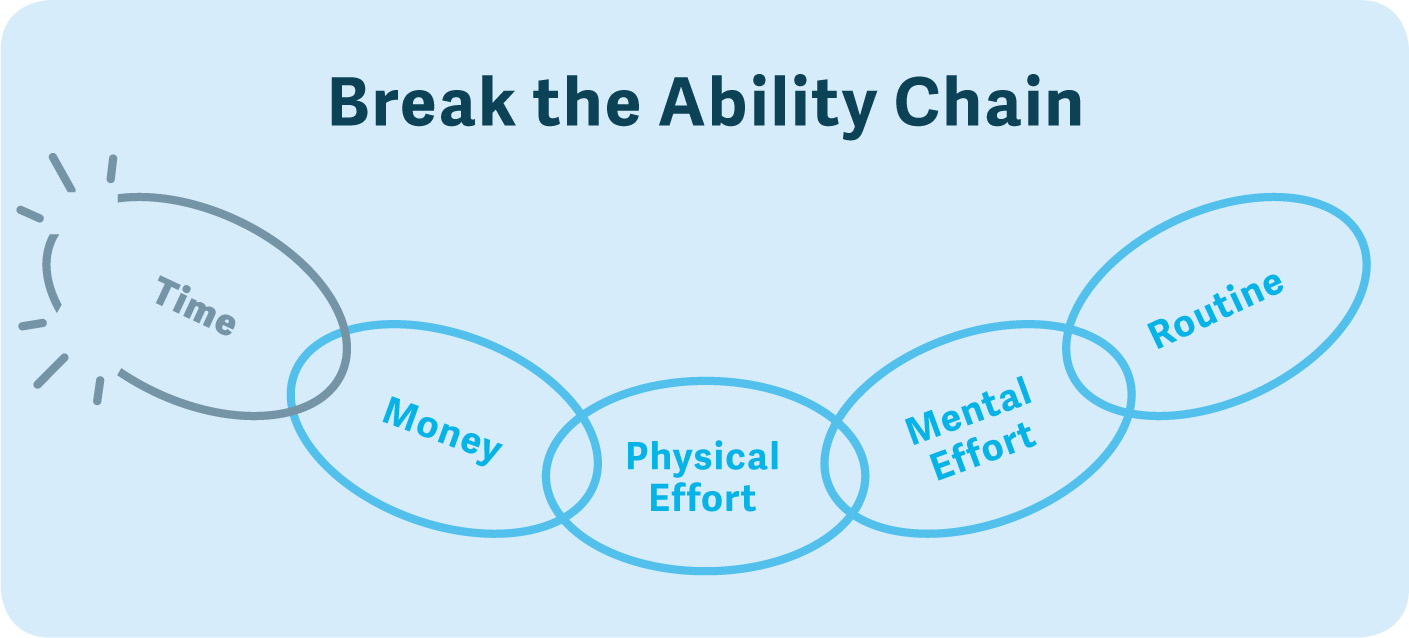 Break the Ability Chain
Time
Money
Physical
Effort
Mental
Effort
Routine